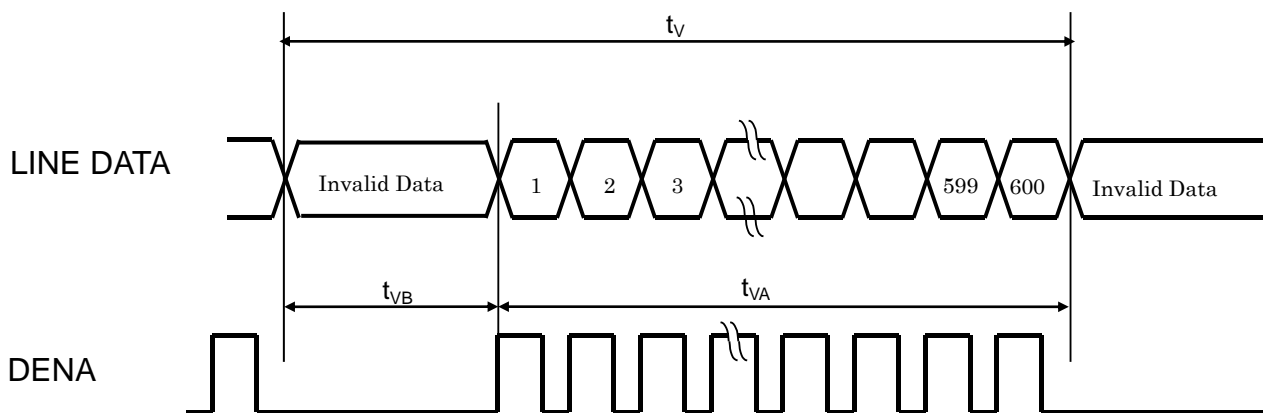 tV
LINE DATA
Invalid Data 1 2 3 599 600 Invalid Data
tVB tVA
DENA